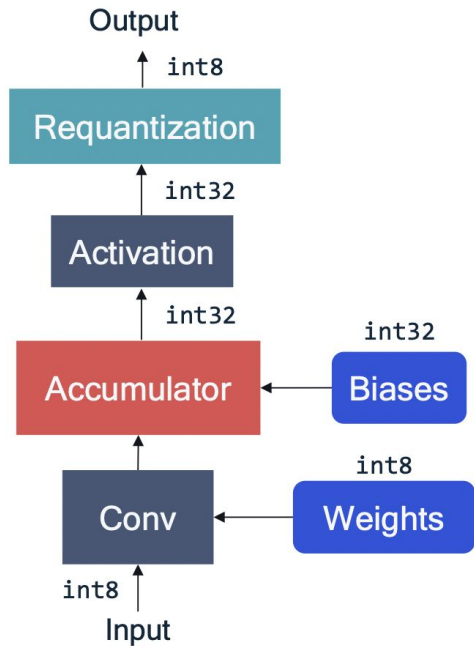 Output
int8
Requantization
int32
Activation
int32
int32
Accumulator
Biases
int8
Conv
Weights
int8
Input